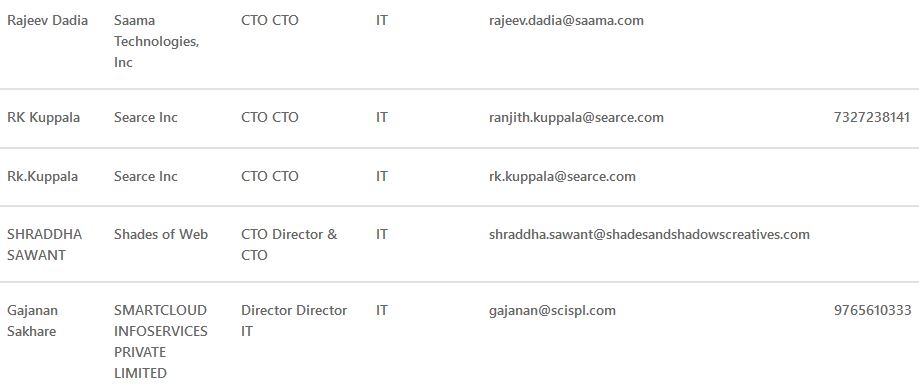 Rajeev Dadia Saama CTO CTO IT rajeev.dadia@saama.com
Technologies,
Inc
RK Kuppala Searce Inc CTO CTO IT ranjith.kuppala@searce.com 7327238141
Rk.Kuppala Searce Inc CTO CTO IT rk.kuppala@searce.com
SHRADDHA Shades of Web CTO Director & IT shraddha.sawant@shadesandshadowscreatives.com
SAWANT CTO
Gajanan SMARTCLOUD Director Director IT gajanan@scispl.com 9765610333
Sakhare INFOSERVICES IT
PRIVATE
LIMITED